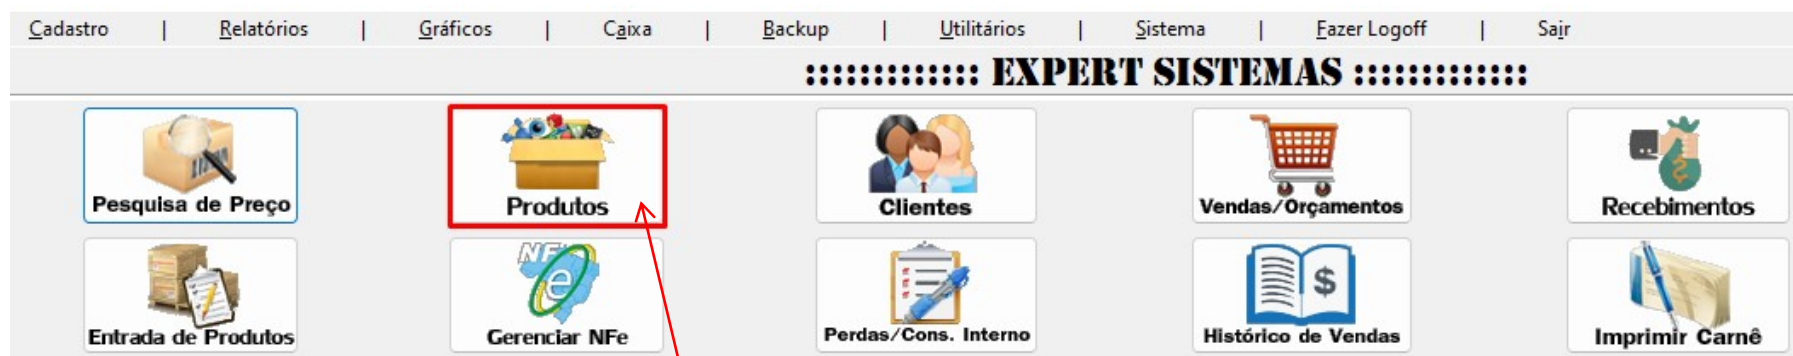 Cadastro | Relatórios | Gráficos | Caixa | Backup | Utilitários | Sistema | Fazer Logoff | Sair
::::::::::::: EXPERT SISTEMAS :::::::::::::
Pesquisa de Preço
Produtos
Clientes
Vendas/Orçamentos
Recebimentos
Entrada de Produtos
NF
e
Gerenciar NFe
Perdas/Cons. Interno
$
Histórico de Vendas
Imprimir Carnê